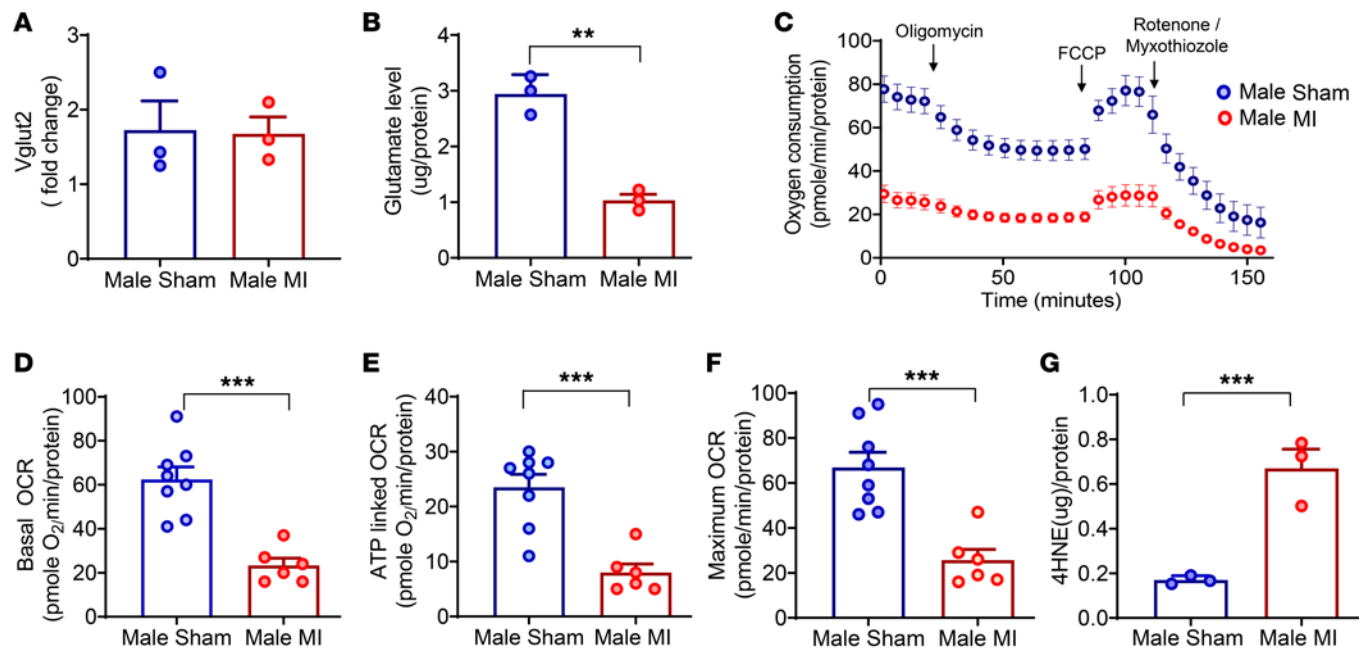 A
Vglut2
( fold change)
3
2
1
0
Male Sham
Male MI
B
Glutamate level
(ug/protein)
4
3
2
1
0
**
Male Sham
Male MI
C
Oxygen consumption
(pmole/min/protein)
100
80
60
40
20
0
0
50
100
150
Time (minutes)
Oligomycin
FCCP
Rotenone /
Myxothiozole
Male Sham
Male MI
D
Basal OCR
(pmole O2/min/protein)
100
80
60
40
20
0
***
Male Sham
Male MI
E
ATP linked OCR
(pmole O2/min/protein)
40
30
20
10
0
***
Male Sham
Male MI
F
Maximum OCR
(pmole/min/protein)
100
80
60
40
20
0
***
Male Sham
Male MI
G
4HNE(ug)/protein
1.0
0.8
0.6
0.4
0.2
0.0
***
Male Sham
Male MI